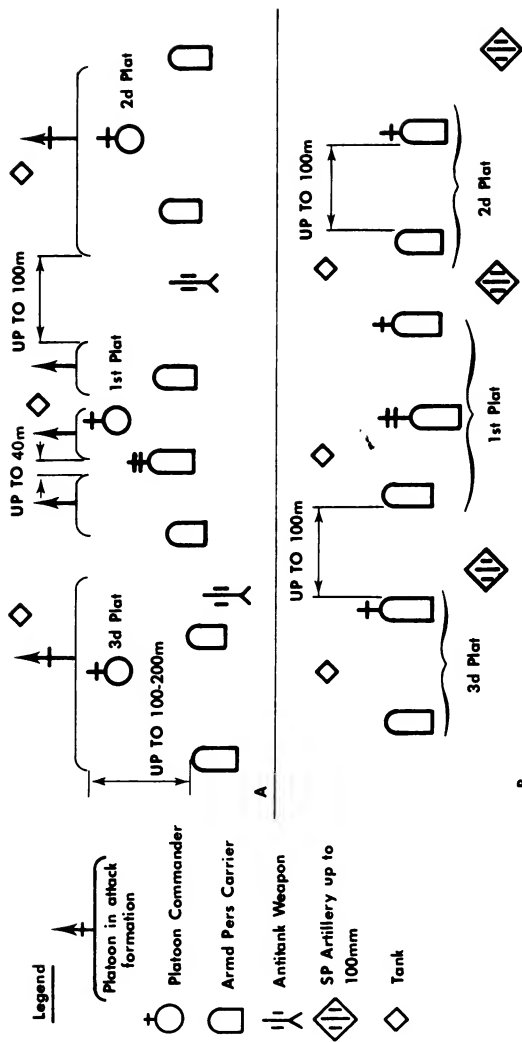 Legend
Platoon in attack
formation
Platoon Commander
Armd Pers Carrier
Antitank Weapon
SP Artillery up to
100mm
Tank
UP TO 40m
UP TO 100m
3d Plat
1st Plat
2d Plat
UP TO 100-200m
A
UP TO 100m
UP TO 100m
3d Plat
1st Plat
2d Plat